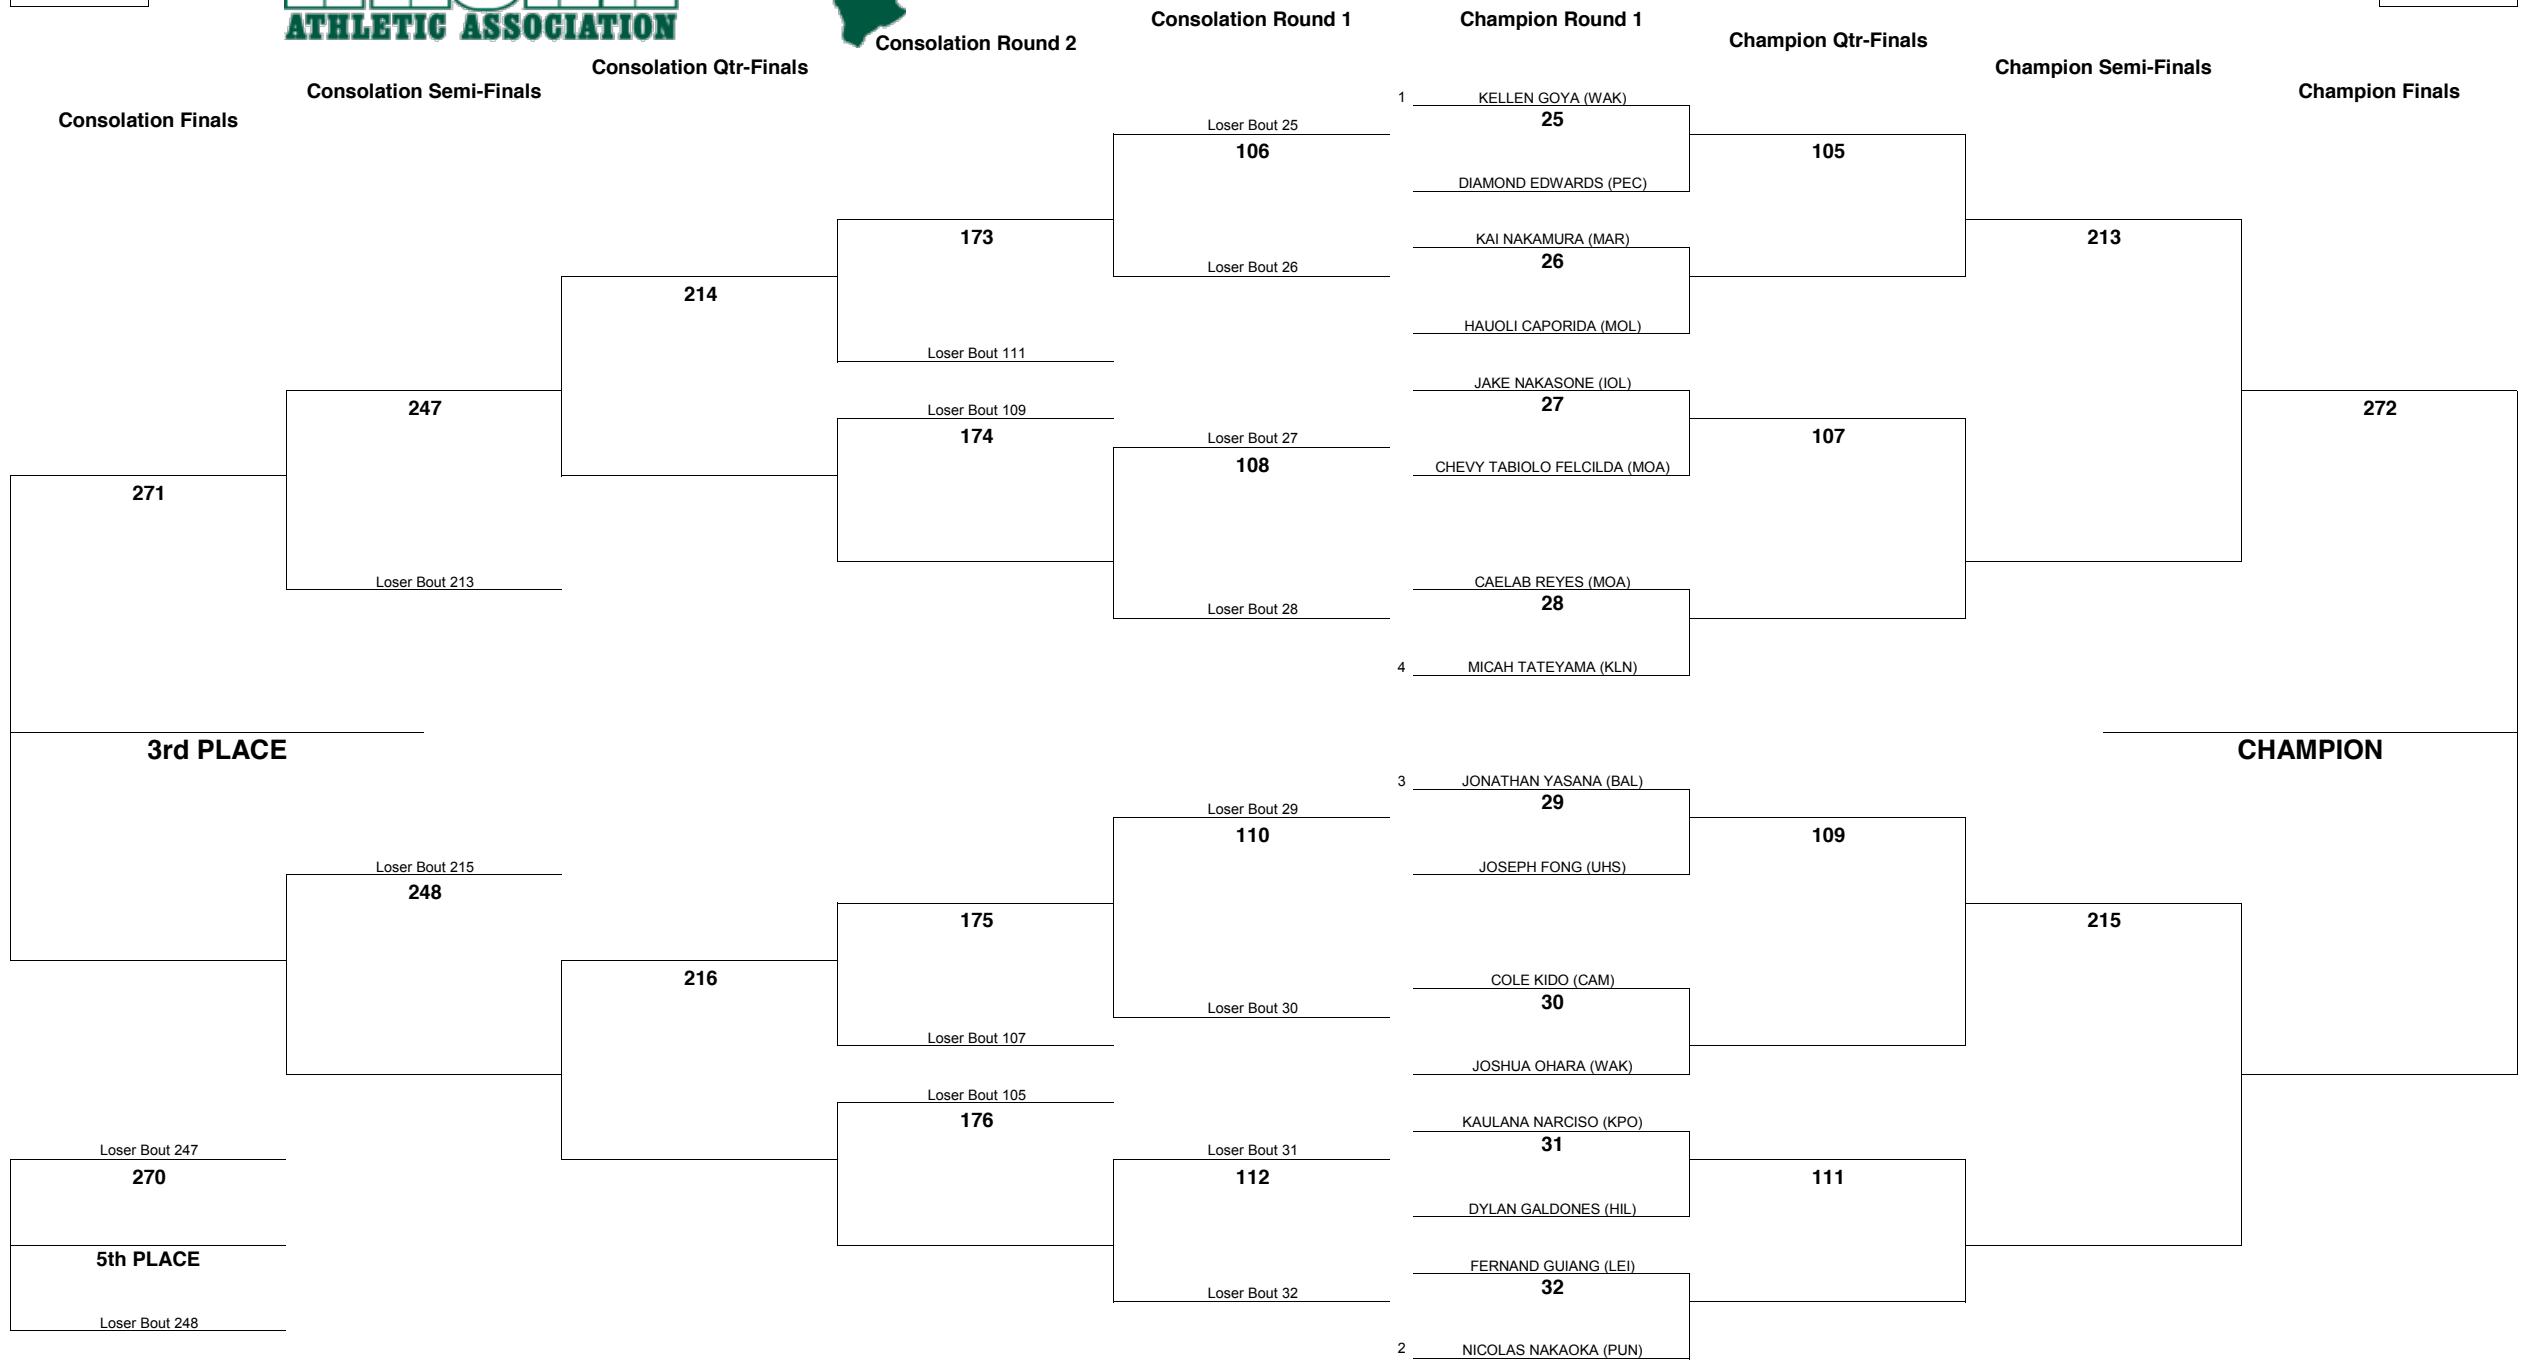 ATHLETIC ASSOCIATION
Consolation Round 1
Champion Round 1
Consolation Round 2
Champion Qtr-Finals
Consolation Qtr-Finals
Champion Semi-Finals
Consolation Semi-Finals
Champion Finals
Consolation Finals
1 KELLEN GOYA (WAK)
25
Loser Bout 25
106
105
DIAMOND EDWARDS (PEC)
173
213
KAI NAKAMURA (MAR)
26
Loser Bout 26
214
HAUOLI CAPORIDA (MOL)
Loser Bout 111
JAKE NAKASONE (IOL)
27
247
Loser Bout 109
272
174
Loser Bout 27
107
108
CHEVY TABIOLO FELCILDA (MOA)
271
Loser Bout 213
CAELAB REYES (MOA)
28
Loser Bout 28
4 MICAH TATEYAMA (KLN)
3rd PLACE
CHAMPION
3 JONATHAN YASANA (BAL)
29
Loser Bout 29
110
109
Loser Bout 215
JOSEPH FONG (UHS)
248
175
215
216
COLE KIDO (CAM)
30
Loser Bout 30
Loser Bout 107
JOSHUA OHARA (WAK)
Loser Bout 105
176
KAULANA NARCISO (KPO)
31
Loser Bout 247
Loser Bout 31
270
112
111
DYLAN GALDONES (HIL)
5th PLACE
FERNAND GUIANG (LEI)
32
Loser Bout 32
Loser Bout 248
2 NICOLAS NAKAOKA (PUN)